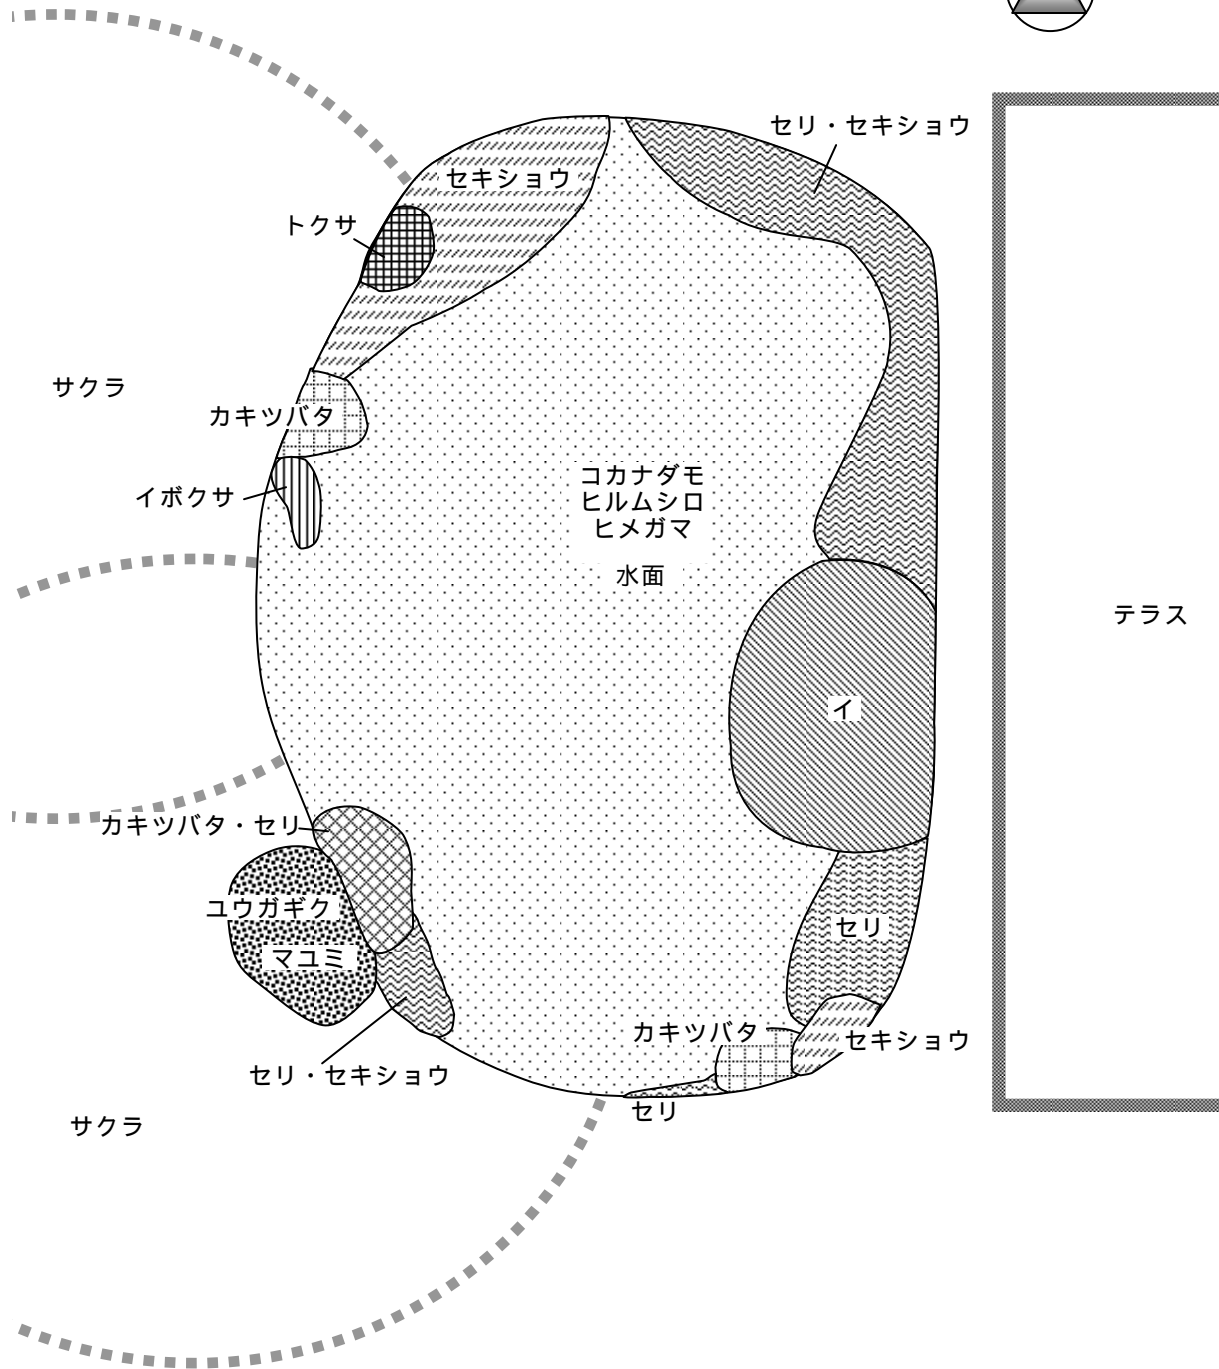 セリ・セキショウ
セキショウ
トクサ
サクラ
カキツバタ
イボクサ
コカナダモ
ヒルムシロ
ヒメガマ
水面
テラス
イ
カキツバタ・セリ
ユウガギク
マユミ
セリ
カキツバタ
セキショウ
セリ・セキショウ
セリ
サクラ